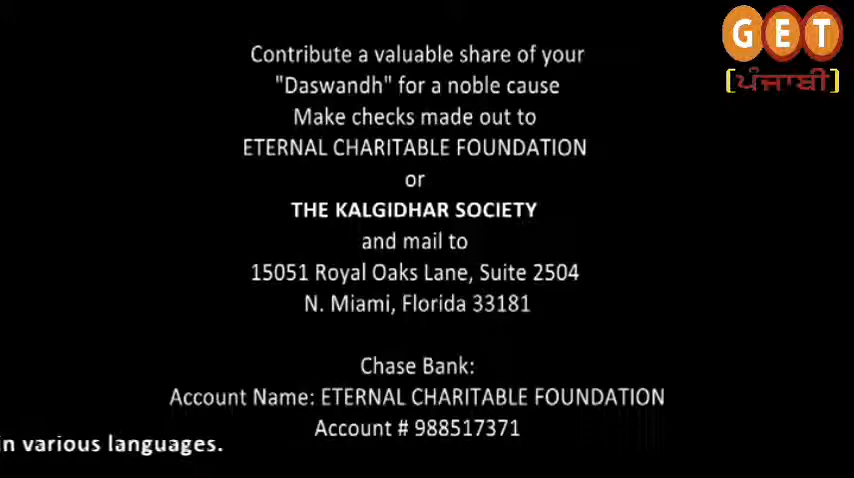 GET
[ਪੰਜਾਬੀ]
Contribute a valuable share of your
"Daswandh" for a noble cause
Make checks made out to
ETERNAL CHARITABLE FOUNDATION
or
THE KALGIDHAR SOCIETY
and mail to
15051 Royal Oaks Lane, Suite 2504
N. Miami, Florida 33181
Chase Bank:
Account Name: ETERNAL CHARITABLE FOUNDATION
Account # 988517371
in various languages.